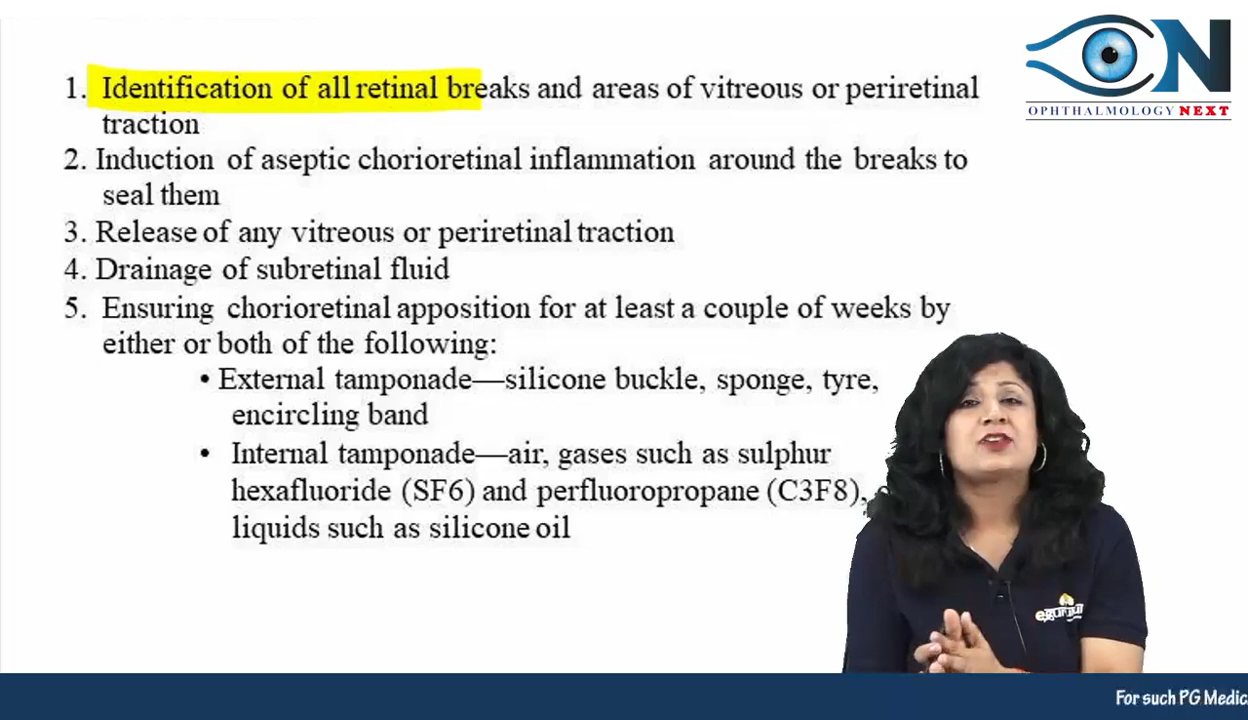 ON
OPHTHALMOLOGY NEXT
1. Identification of all retinal breaks and areas of vitreous or periretinal
traction
2. Induction of aseptic chorioretinal inflammation around the breaks to
seal them
3. Release of any vitreous or periretinal traction
4. Drainage of subretinal fluid
5. Ensuring chorioretinal apposition for at least a couple of weeks by
either or both of the following:
• External tamponade—silicone buckle, sponge, tyre,
encircling band
• Internal tamponade—air, gases such as sulphur
hexafluoride (SF6) and perfluoropropane (C3F8),
liquids such as silicone oil
For such PG Medic